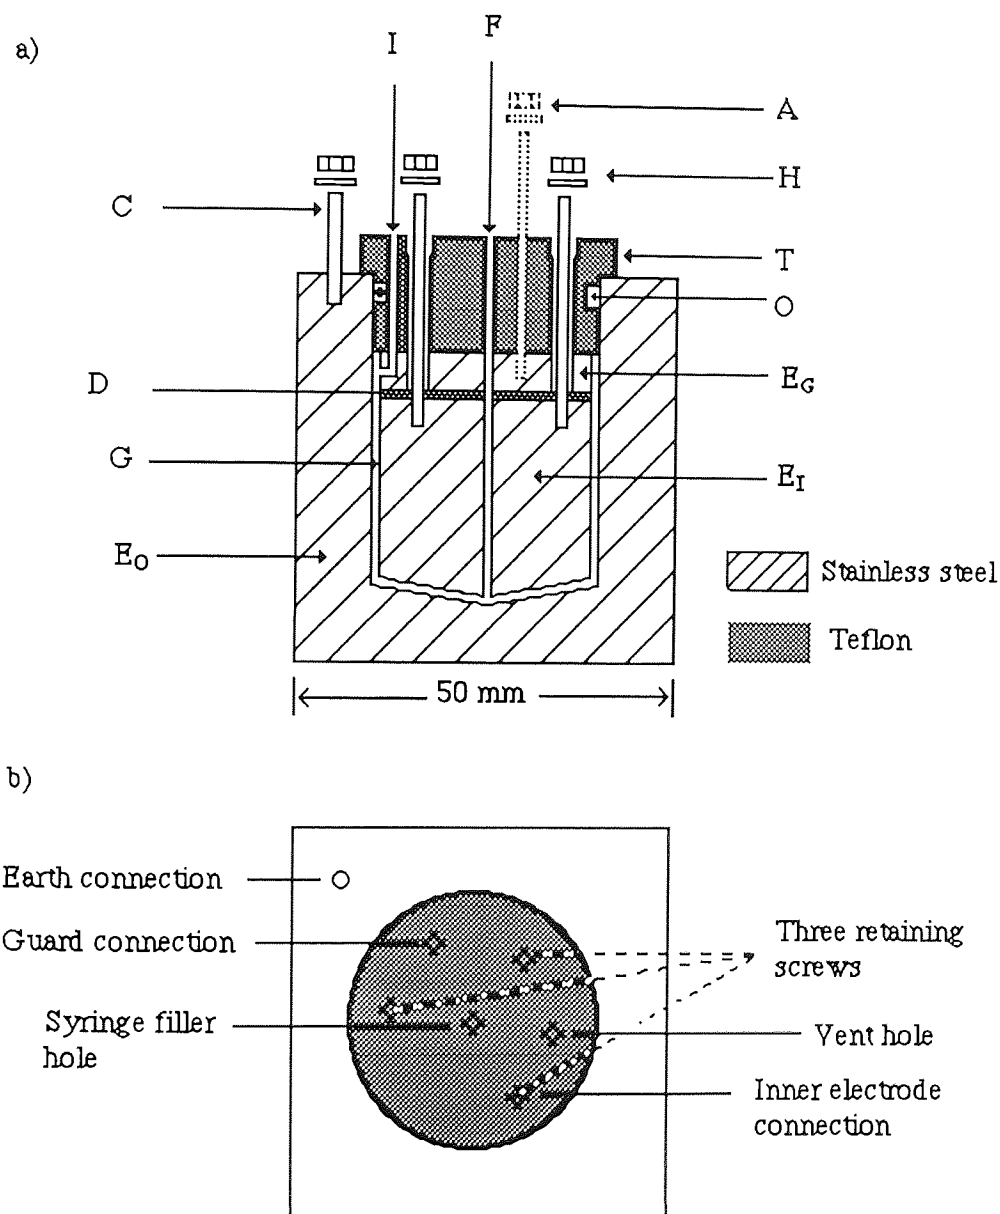 a)
I
F
A
H
C
T
O
D
E_G
G
E_I
E_O
Stainless steel
Teflon
50 mm
b)
Earth connection
Guard connection
Three retaining
screws
Syringe filler
hole
Vent hole
Inner electrode
connection